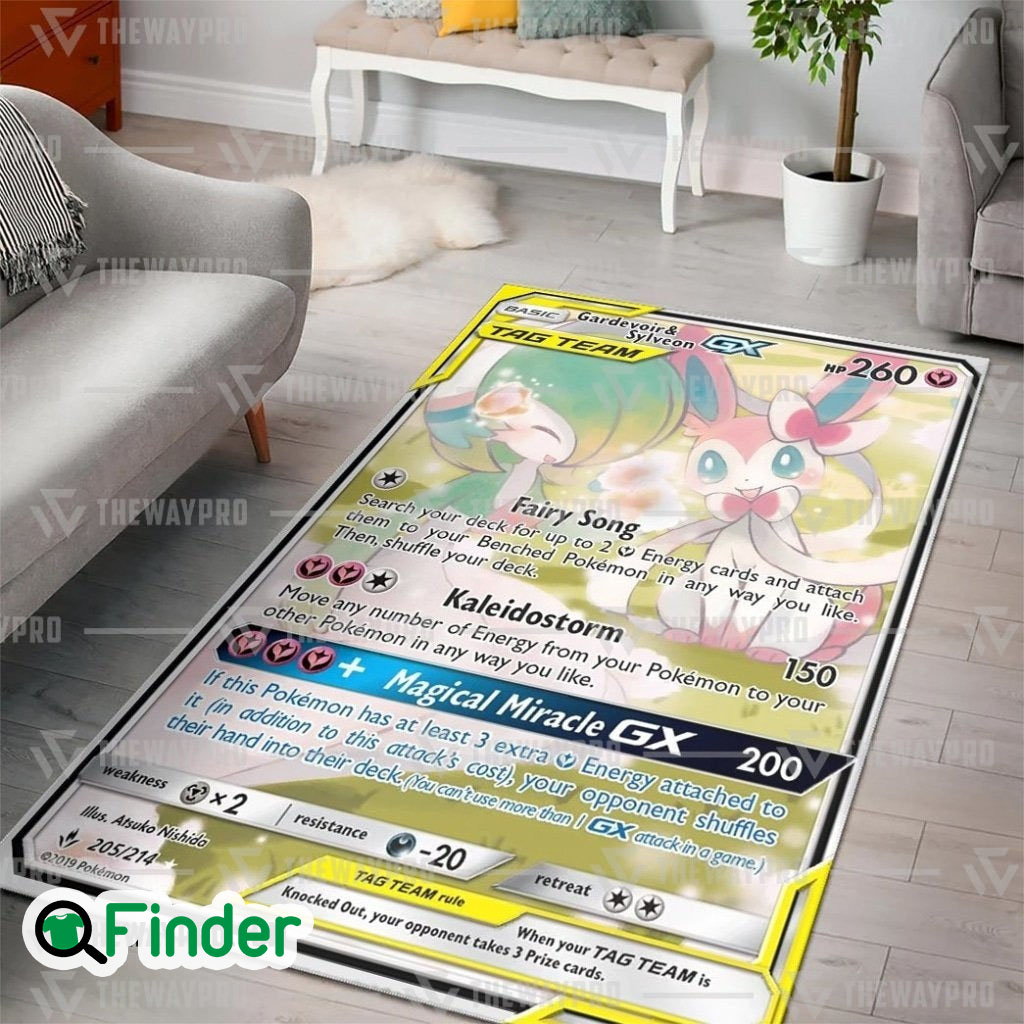 THEWAYPRO
BASIC
Gardevoir&
Sylveon GX
TAG TEAM
HP 260
Fairy Song
Search your deck for up to 2 Energy cards and attach
them to your Benched Pokémon in any way you like.
Then, shuffle your deck.
Kaleidostorm
150
Move any number of Energy from your Pokémon to your
other Pokémon in any way you like.
+ Magical Miracle GX 200
If this Pokémon has at least 3 extra Energy attached to
it (in addition to this attack's cost), your opponent shuffles
their hand into their deck. (You can't use more than 1 GX attack in a game.)
weakness ×2
resistance -20
retreat
Illus. Atsuko Nishida
205/214
©2019 Pokémon
TAG TEAM rule
When your TAG TEAM is
Knocked Out, your opponent takes 3 Prize cards.
Finder